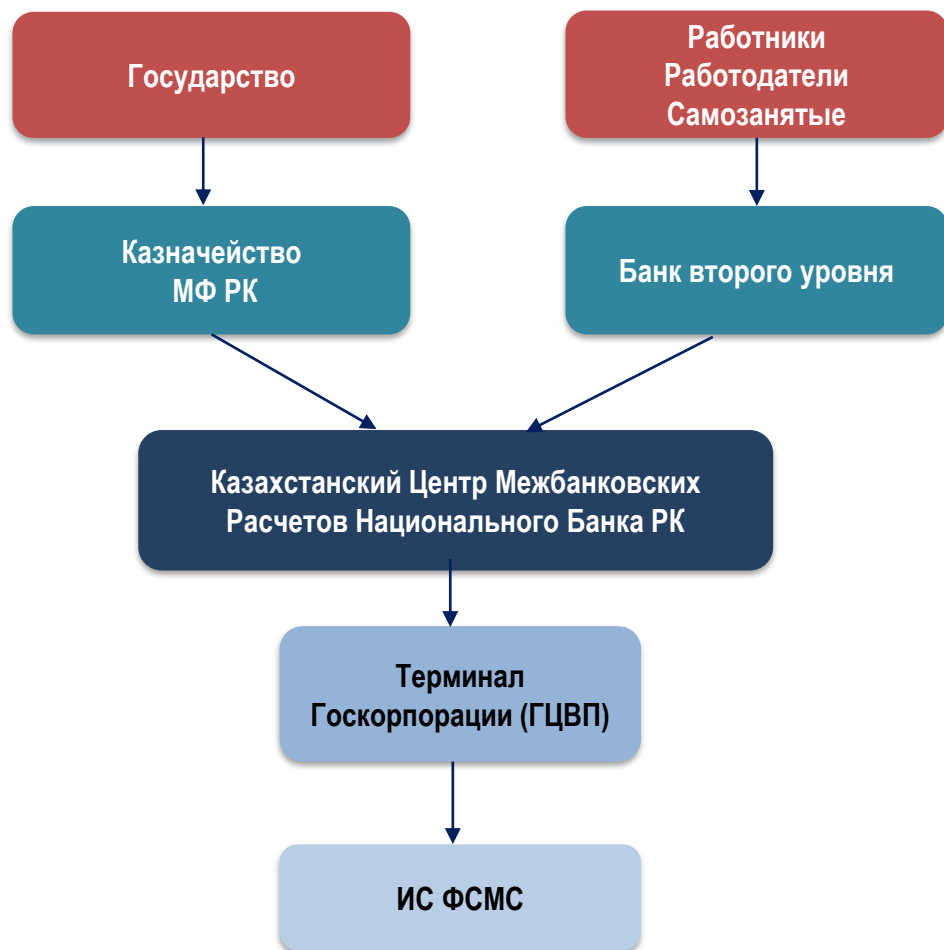 Государство
Работники
Работодатели
Самозанятые
Казначейство
МФ РК
Банк второго уровня
Казахстанский Центр Межбанковских
Расчетов Национального Банка РК
Терминал
Госкорпорации (ГЦВП)
ИС ФСМС